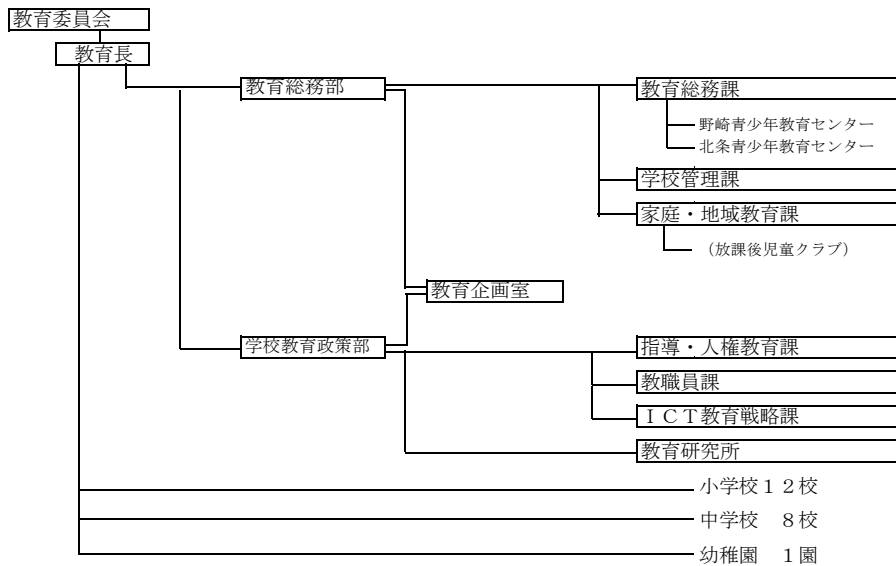 教育委員会
教育長
教育総務部
教育総務課
野崎青少年教育センター
北条青少年教育センター
学校管理課
家庭・地域教育課
（放課後児童クラブ）
教育企画室
学校教育政策部
指導・人権教育課
教職員課
ＩＣＴ教育戦略課
教育研究所
小学校１２校
中学校　８校
幼稚園　１園